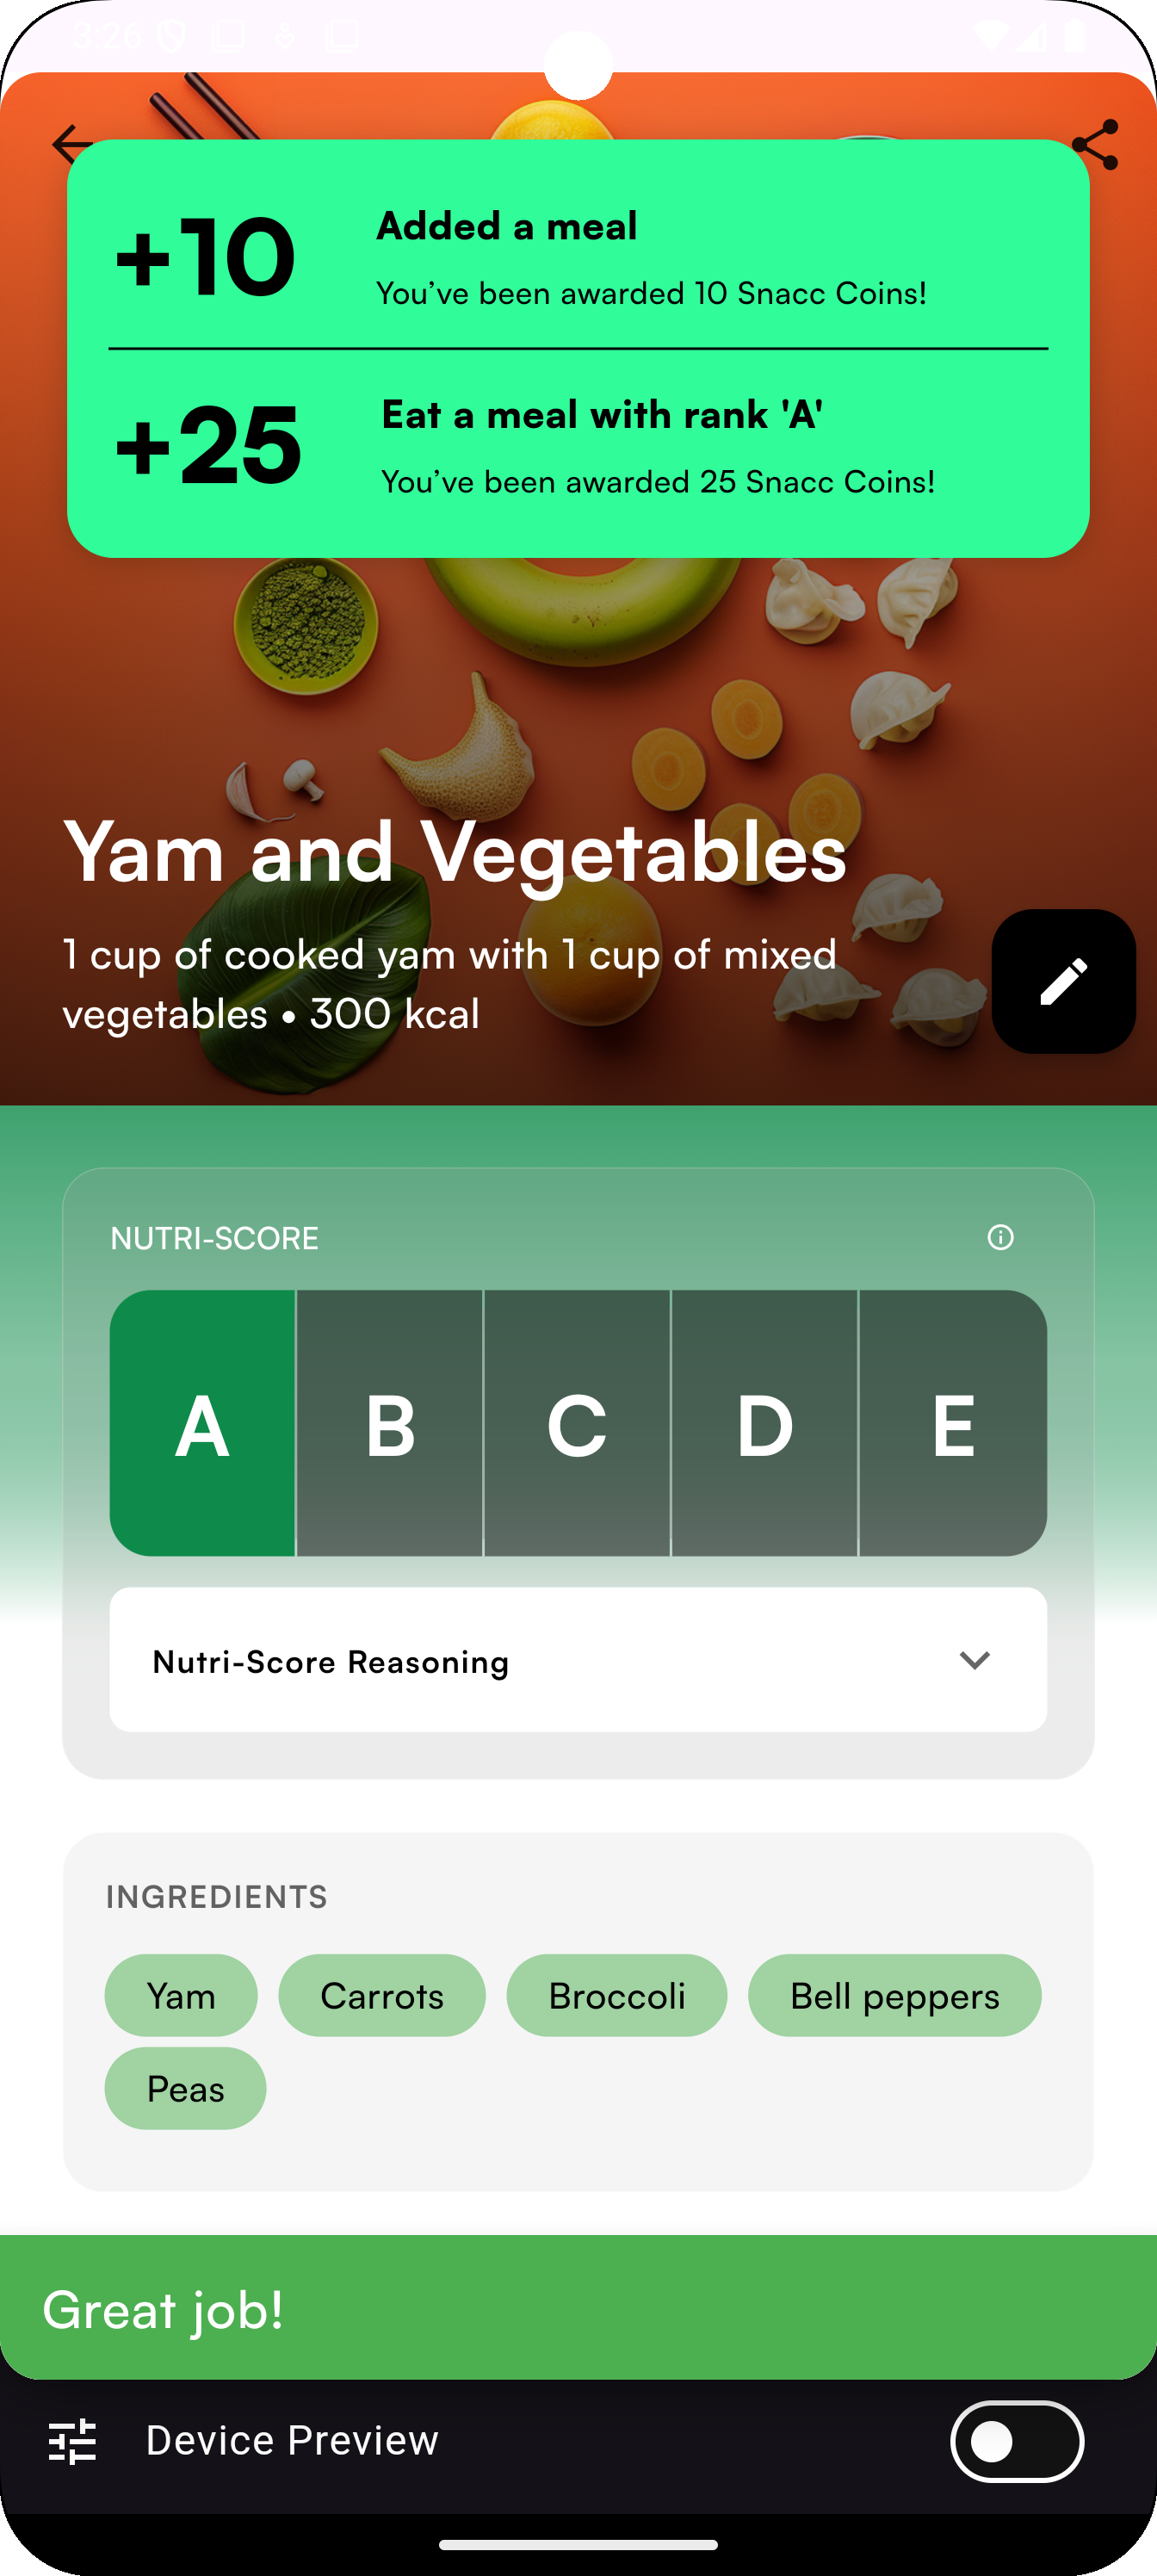 3:26
+10
Added a meal
You’ve been awarded 10 Snacc Coins!
+25
Eat a meal with rank 'A'
You’ve been awarded 25 Snacc Coins!
Yam and Vegetables
1 cup of cooked yam with 1 cup of mixed
vegetables • 300 kcal
NUTRI-SCORE
A B C D E
Nutri-Score Reasoning
INGREDIENTS
Yam Carrots Broccoli Bell peppers
Peas
Great job!
Device Preview